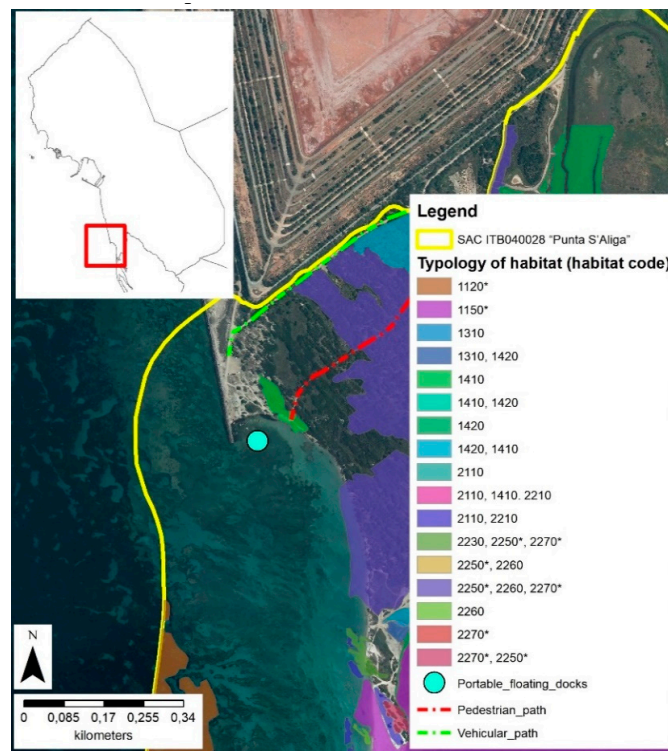 Legend
SAC ITB040028 "Punta S'Aliga"
Typology of habitat (habitat code)
1120*
1150*
1310
1310, 1420
1410
1410, 1420
1420
1420, 1410
2110
2110, 1410. 2210
2110, 2210
2230, 2250*, 2270*
2250*, 2260
2250*, 2260, 2270*
2260
2270*
2270*, 2250*
Portable_floating_docks
Pedestrian_path
Vehicular_path
N
0 0,085 0,17 0,255 0,34
kilometers